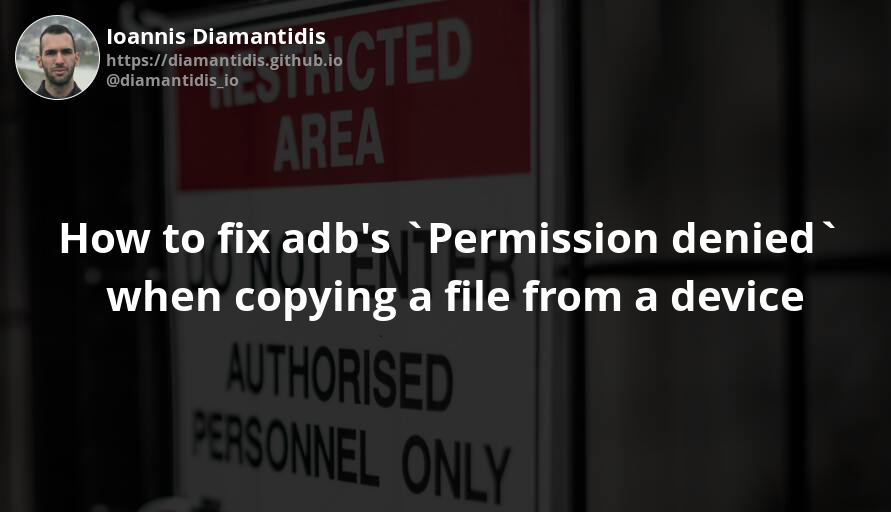 Ioannis Diamantidis
https://diamantidis.github.io
@diamantidis_io
RESTRICTED
AREA
How to fix adb's `Permission denied`
when copying a file from a device
DO NOT ENTER
AUTHORISED
PERSONNEL ONLY